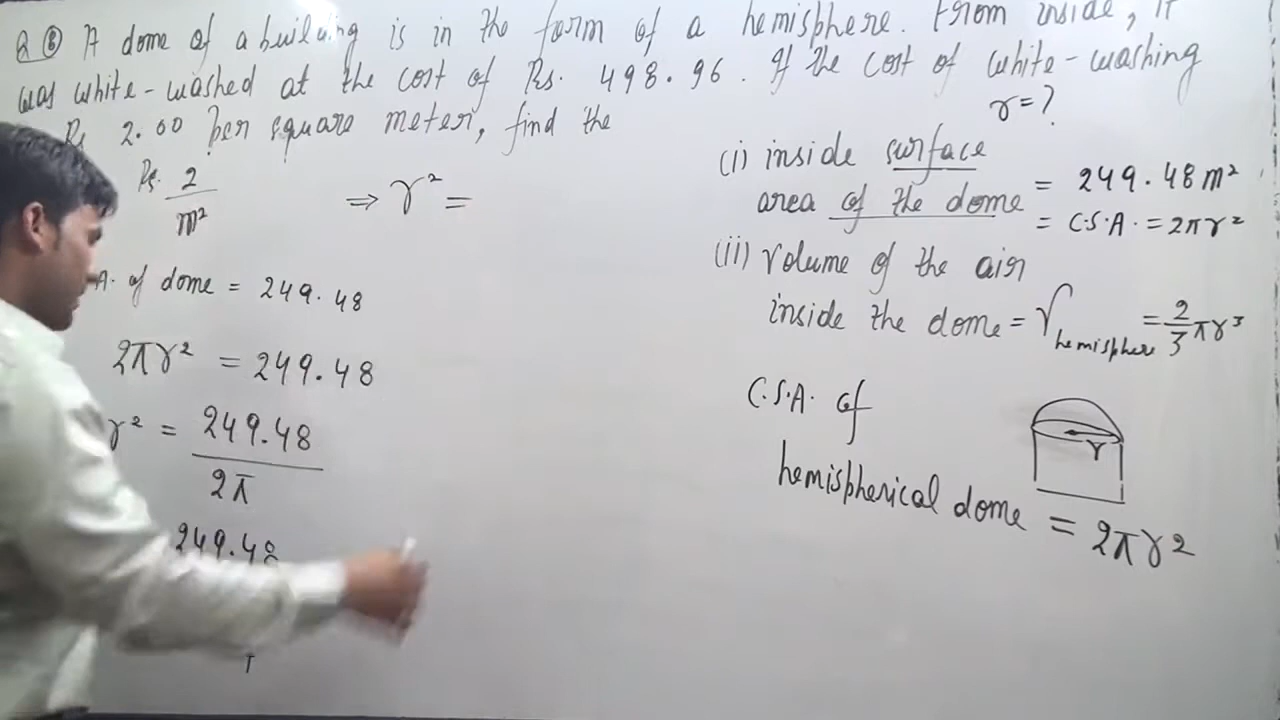 Q 8 A dome of a building is in the form of a hemisphere. From inside, it
was white-washed at the cost of Rs. 498.96. If the cost of white-washing
Rs 2.00 per square meter, find the
r=?
Rs. 2/m²
⇒ r² =
A. of dome = 249.48
2πr² = 249.48
r² = 249.48/2π
249.48
(i) inside surface
area of the dome = 249.48 m²
= C.S.A. = 2πr²
(ii) volume of the air
inside the dome = V hemisphere = 2/3 πr³
C.S.A. of
r
hemispherical dome = 2πr²